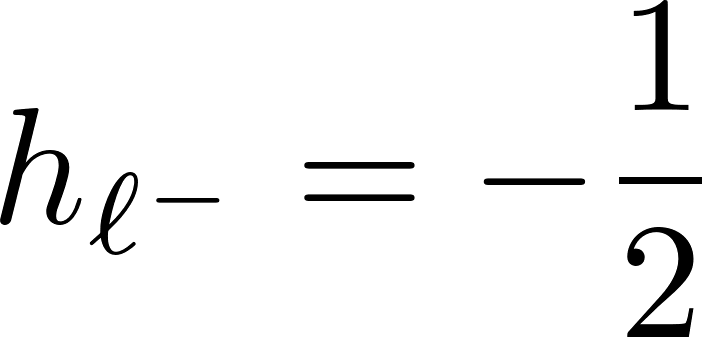 h_{\ell^-} = -\frac{1}{2}